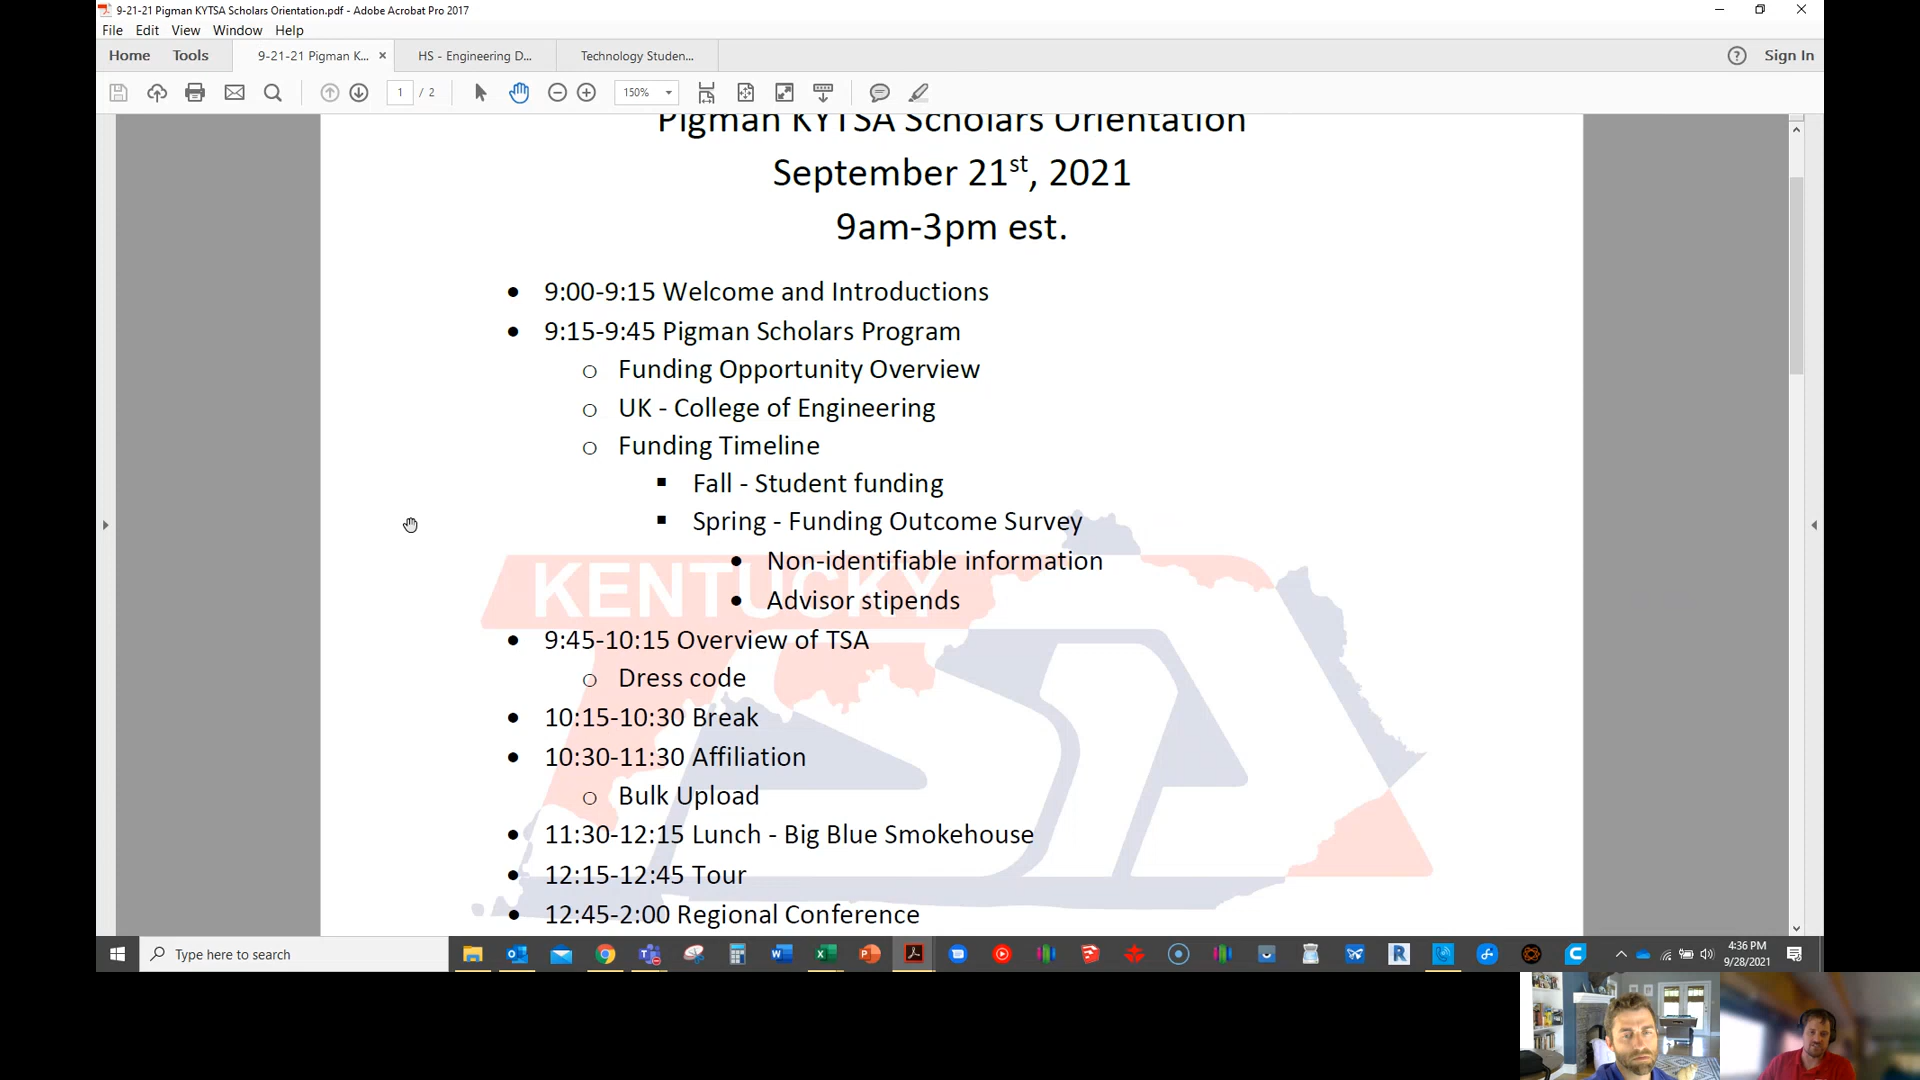 9-21-21 Pigman KYTSA Scholars Orientation.pdf - Adobe Acrobat Pro 2017
File Edit View Window Help
Home Tools 9-21-21 Pigman K... × HS - Engineering D... Technology Studen... Sign In
1 / 2 150%
Pigman KYTSA Scholars Orientation
September 21st, 2021
9am-3pm est.
• 9:00-9:15 Welcome and Introductions
• 9:15-9:45 Pigman Scholars Program
o Funding Opportunity Overview
o UK - College of Engineering
o Funding Timeline
▪ Fall - Student funding
▪ Spring - Funding Outcome Survey
• Non-identifiable information
• Advisor stipends
KENTUCKY
TSA
• 9:45-10:15 Overview of TSA
o Dress code
• 10:15-10:30 Break
• 10:30-11:30 Affiliation
o Bulk Upload
• 11:30-12:15 Lunch - Big Blue Smokehouse
• 12:15-12:45 Tour
• 12:45-2:00 Regional Conference
Type here to search
4:36 PM
9/28/2021